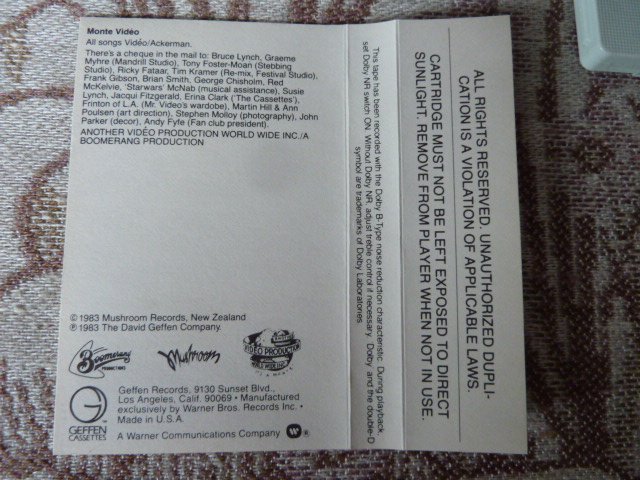 Monte Vidéo
All songs Vidéo/Ackerman.
There's a cheque in the mail to: Bruce Lynch, Graeme
Myhre (Mandrill Studio), Tony Foster-Moan (Stebbing
Studio), Ricky Fataar, Tim Kramer (Re-mix, Festival Studio),
Frank Gibson, Brian Smith, George Chisholm, Red
McKelvie, 'Starwars' McNab (musical assistance), Susie
Lynch, Jacqui Fitzgerald, Erina Clark ('The Cassettes'),
Frinton of L.A. (Mr. Video's wardobe), Martin Hill & Ann
Poulsen (art direction), Stephen Molloy (photography), John
Parker (decor), Andy Fyfe (Fan club president).
ANOTHER VIDÉO PRODUCTION WORLD WIDE INC./A
BOOMERANG PRODUCTION
© 1983 Mushroom Records, New Zealand
℗ 1983 The David Geffen Company.
Boomerang
PRODUCTIONS
Mushroom
VIDEO PRODUCTION
WORLD WIDE
GEFFEN
CASSETTES
Geffen Records, 9130 Sunset Blvd.,
Los Angeles, Calif. 90069 • Manufactured
exclusively by Warner Bros. Records Inc. •
Made in U.S.A.
A Warner Communications Company
®
This tape has been recorded with the Dolby B-Type noise reduction characteristic. During playback,
set Dolby NR switch ON. Without Dolby NR, adjust treble control if necessary. 'Dolby' and the double-D
symbol are trademarks of Dolby Laboratories.
ALL RIGHTS RESERVED. UNAUTHORIZED DUPLI-
CATION IS A VIOLATION OF APPLICABLE LAWS.
CARTRIDGE MUST NOT BE LEFT EXPOSED TO DIRECT
SUNLIGHT. REMOVE FROM PLAYER WHEN NOT IN USE.